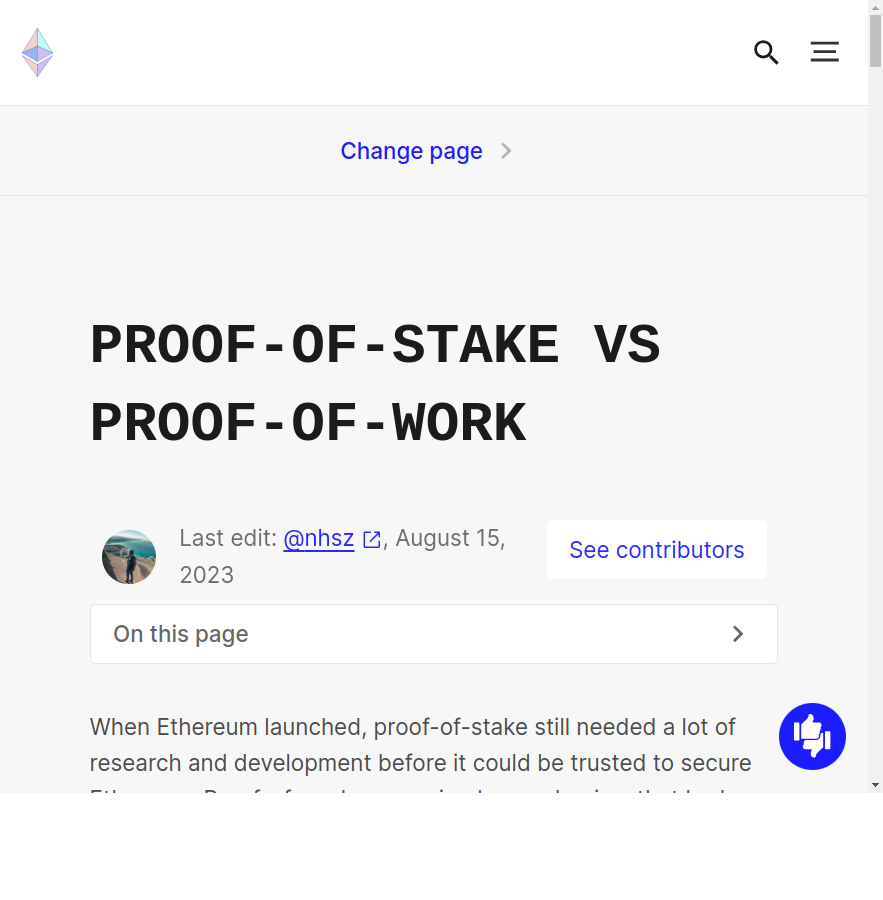 Change page
PROOF-OF-STAKE VS
PROOF-OF-WORK
Last edit: @nhsz, August 15,
2023
See contributors
On this page
When Ethereum launched, proof-of-stake still needed a lot of
research and development before it could be trusted to secure